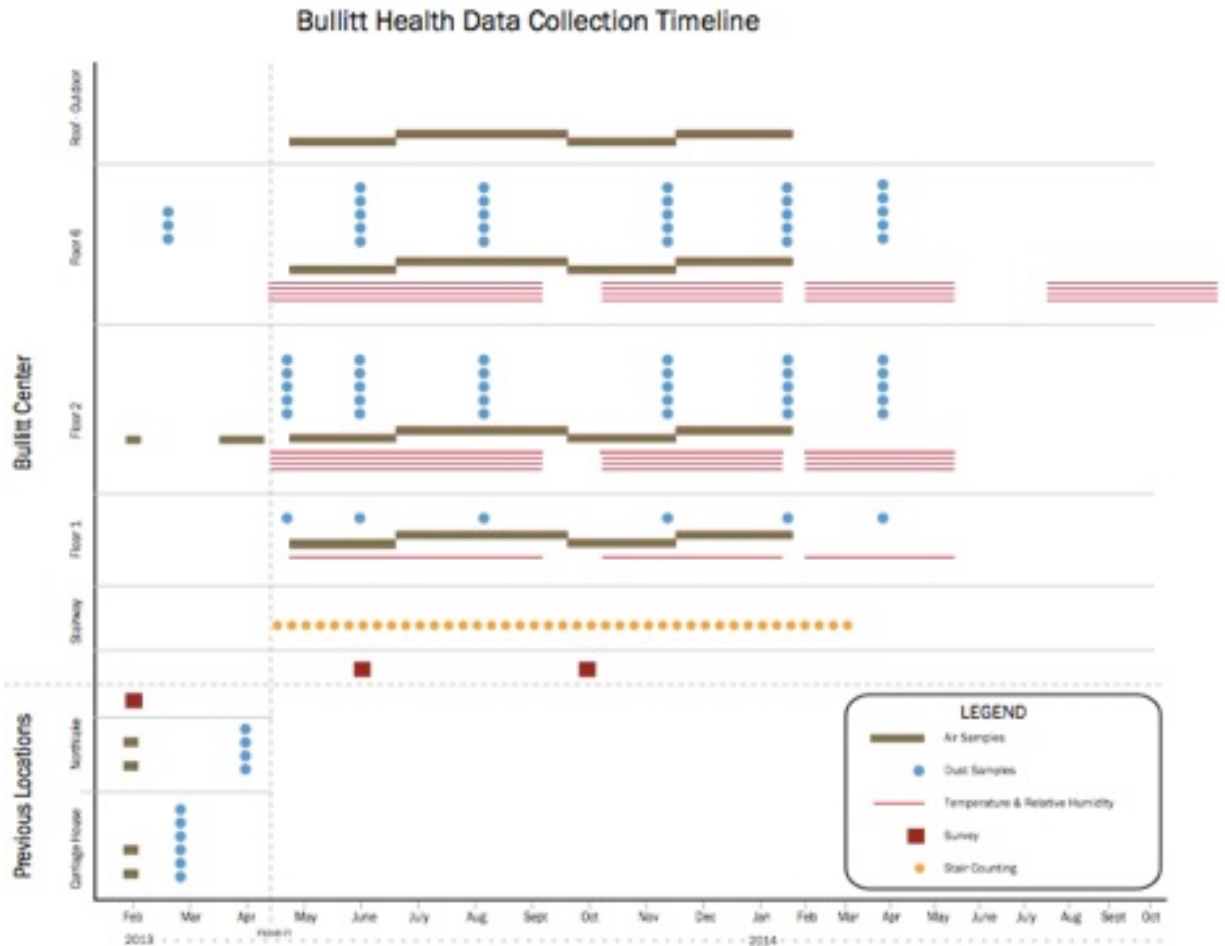 Bullitt Health Data Collection Timeline
Roof - Outdoor
Floor 6
Floor 2
Floor 1
Stairway
Bullitt Center
Northlake
Carriage House
Previous Locations
LEGEND
Air Samples
Dust Samples
Temperature & Relative Humidity
Survey
Stair Counting
Feb Mar Apr May June July Aug Sept Oct Nov Dec Jan Feb Mar Apr May June July Aug Sept Oct
move in
2013 2014